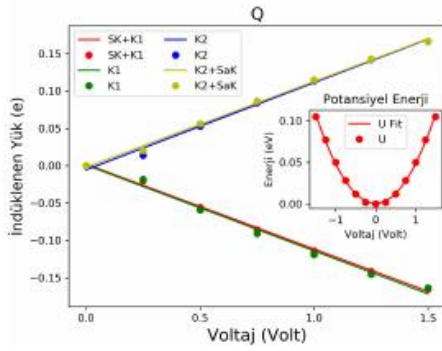 Q
SK+K1 K2
SK+K1 K2
K1 K2+SaK
K1 K2+SaK
İndüklenen Yük (e)
0.15
0.10
0.05
0.00
−0.05
−0.10
−0.15
0.0 0.5 1.0 1.5
Voltaj (Volt)
Potansiyel Enerji
U Fit
U
Enerji (eV)
0.10
0.05
0.00
−1 0 1
Voltaj (Volt)